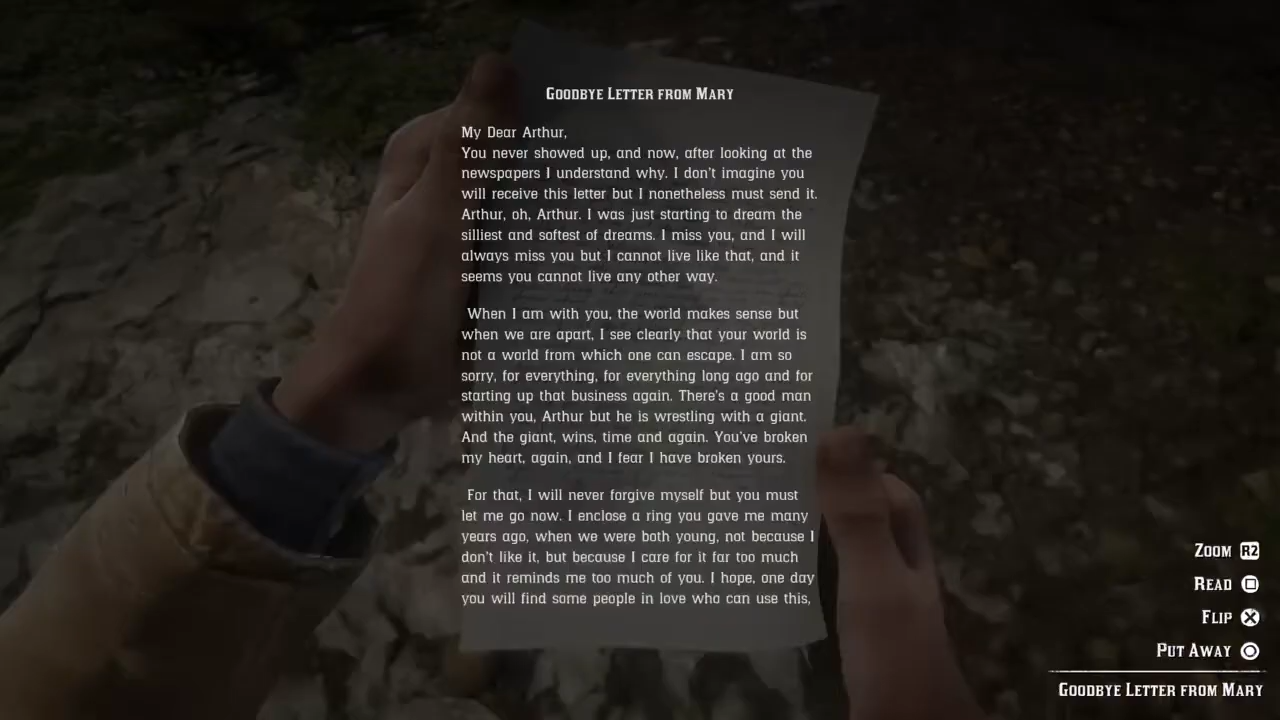 Goodbye Letter from Mary
My Dear Arthur,
You never showed up, and now, after looking at the
newspapers I understand why. I don't imagine you
will receive this letter but I nonetheless must send it.
Arthur, oh, Arthur. I was just starting to dream the
silliest and softest of dreams. I miss you, and I will
always miss you but I cannot live like that, and it
seems you cannot live any other way.
When I am with you, the world makes sense but
when we are apart, I see clearly that your world is
not a world from which one can escape. I am so
sorry, for everything, for everything long ago and for
starting up that business again. There's a good man
within you, Arthur but he is wrestling with a giant.
And the giant, wins, time and again. You've broken
my heart, again, and I fear I have broken yours.
For that, I will never forgive myself but you must
let me go now. I enclose a ring you gave me many
years ago, when we were both young, not because I
don't like it, but because I care for it far too much
and it reminds me too much of you. I hope, one day
you will find some people in love who can use this,
Zoom R2
Read
Flip
Put Away
Goodbye Letter from Mary